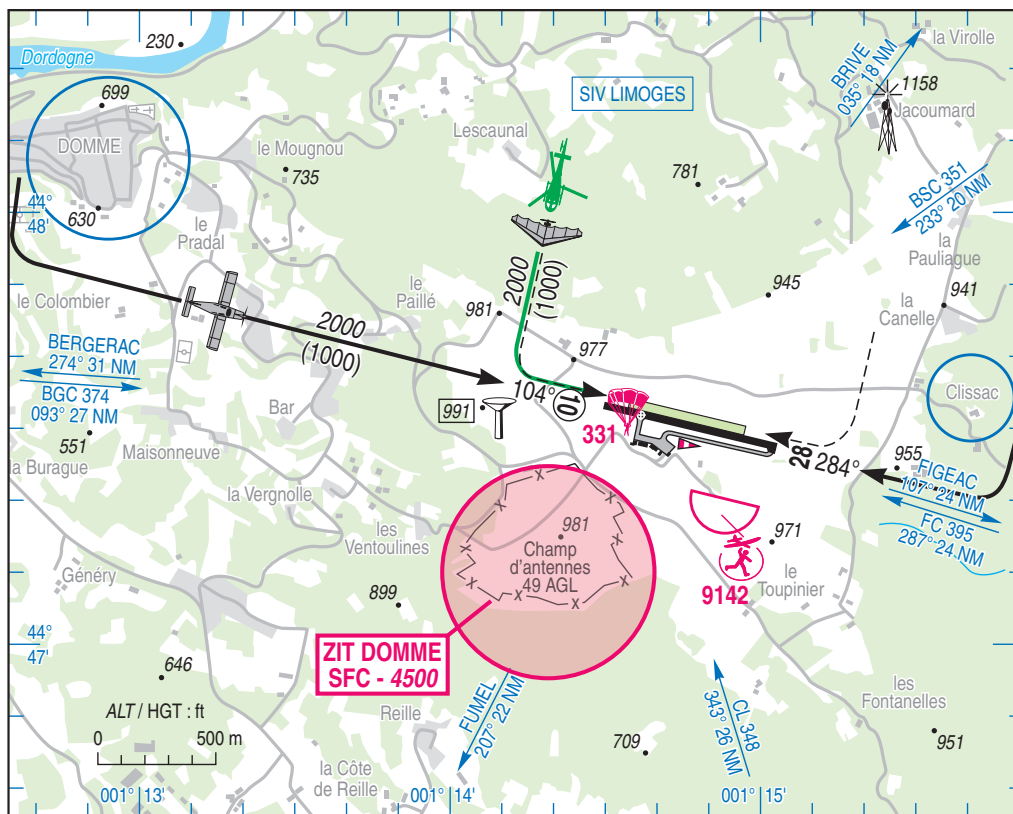 230
la Virolle
Dordogne
BRIVE
035° 18 NM
1158
Jacoumard
SIV LIMOGES
699
DOMME
Lescaunal
le Mougnou
735
781
BSC 351
233° 20 NM
44°
48'
630
le
Pradal
la
Pauliague
le Colombier
le
Paillé
981
2000
(1000)
945
941
la
Canelle
2000
(1000)
977
BERGERAC
274° 31 NM
BGC 374
093° 27 NM
104°
10
991
331
Clissac
Bar
551
la Burague
Maisonneuve
28
284°
955
FIGEAC
107° 24 NM
FC 395
287° 24 NM
la Vergnolle
les
Ventoulines
981
Champ
d'antennes
49 AGL
971
le
Toupinier
9142
Générÿ
899
44°
47'
ZIT DOMME
SFC - 4500
646
FUMEL
207° 22 NM
CL 348
343° 26 NM
les
Fontanelles
ALT / HGT : ft
0 500 m
Reille
709
951
la Côte
de Reille
001° 13'
001° 14'
001° 15'